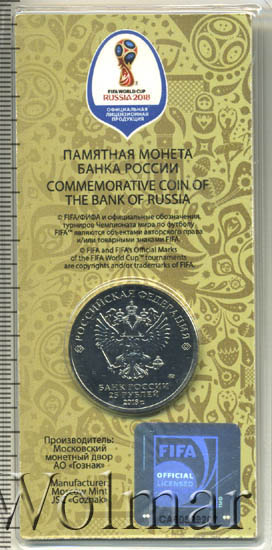 FIFA WORLD CUP
RUSSIA 2018
ОФИЦИАЛЬНАЯ
ЛИЦЕНЗИОННАЯ
ПРОДУКЦИЯ
ПАМЯТНАЯ МОНЕТА
БАНКА РОССИИ
COMMEMORATIVE COIN OF
THE BANK OF RUSSIA
© FIFA/ФИФА и официальные обозначения,
турниров Чемпионата мира по футболу
FIFA™ являются объектами авторского права
и/или товарными знаками FIFA.
© FIFA and FIFA's Official Marks
of the FIFA World Cup™ tournaments
are copyrights and/or trademarks of FIFA.
РОССИЙСКАЯ ФЕДЕРАЦИЯ
БАНК РОССИИ
25 РУБЛЕЙ
2018 г.
Производитель:
Московский
монетный двор
АО «Гознак»
Manufacturer:
Moscow Mint
JSC «Goznak»
FIFA
OFFICIAL
LICENSED
Wolmar